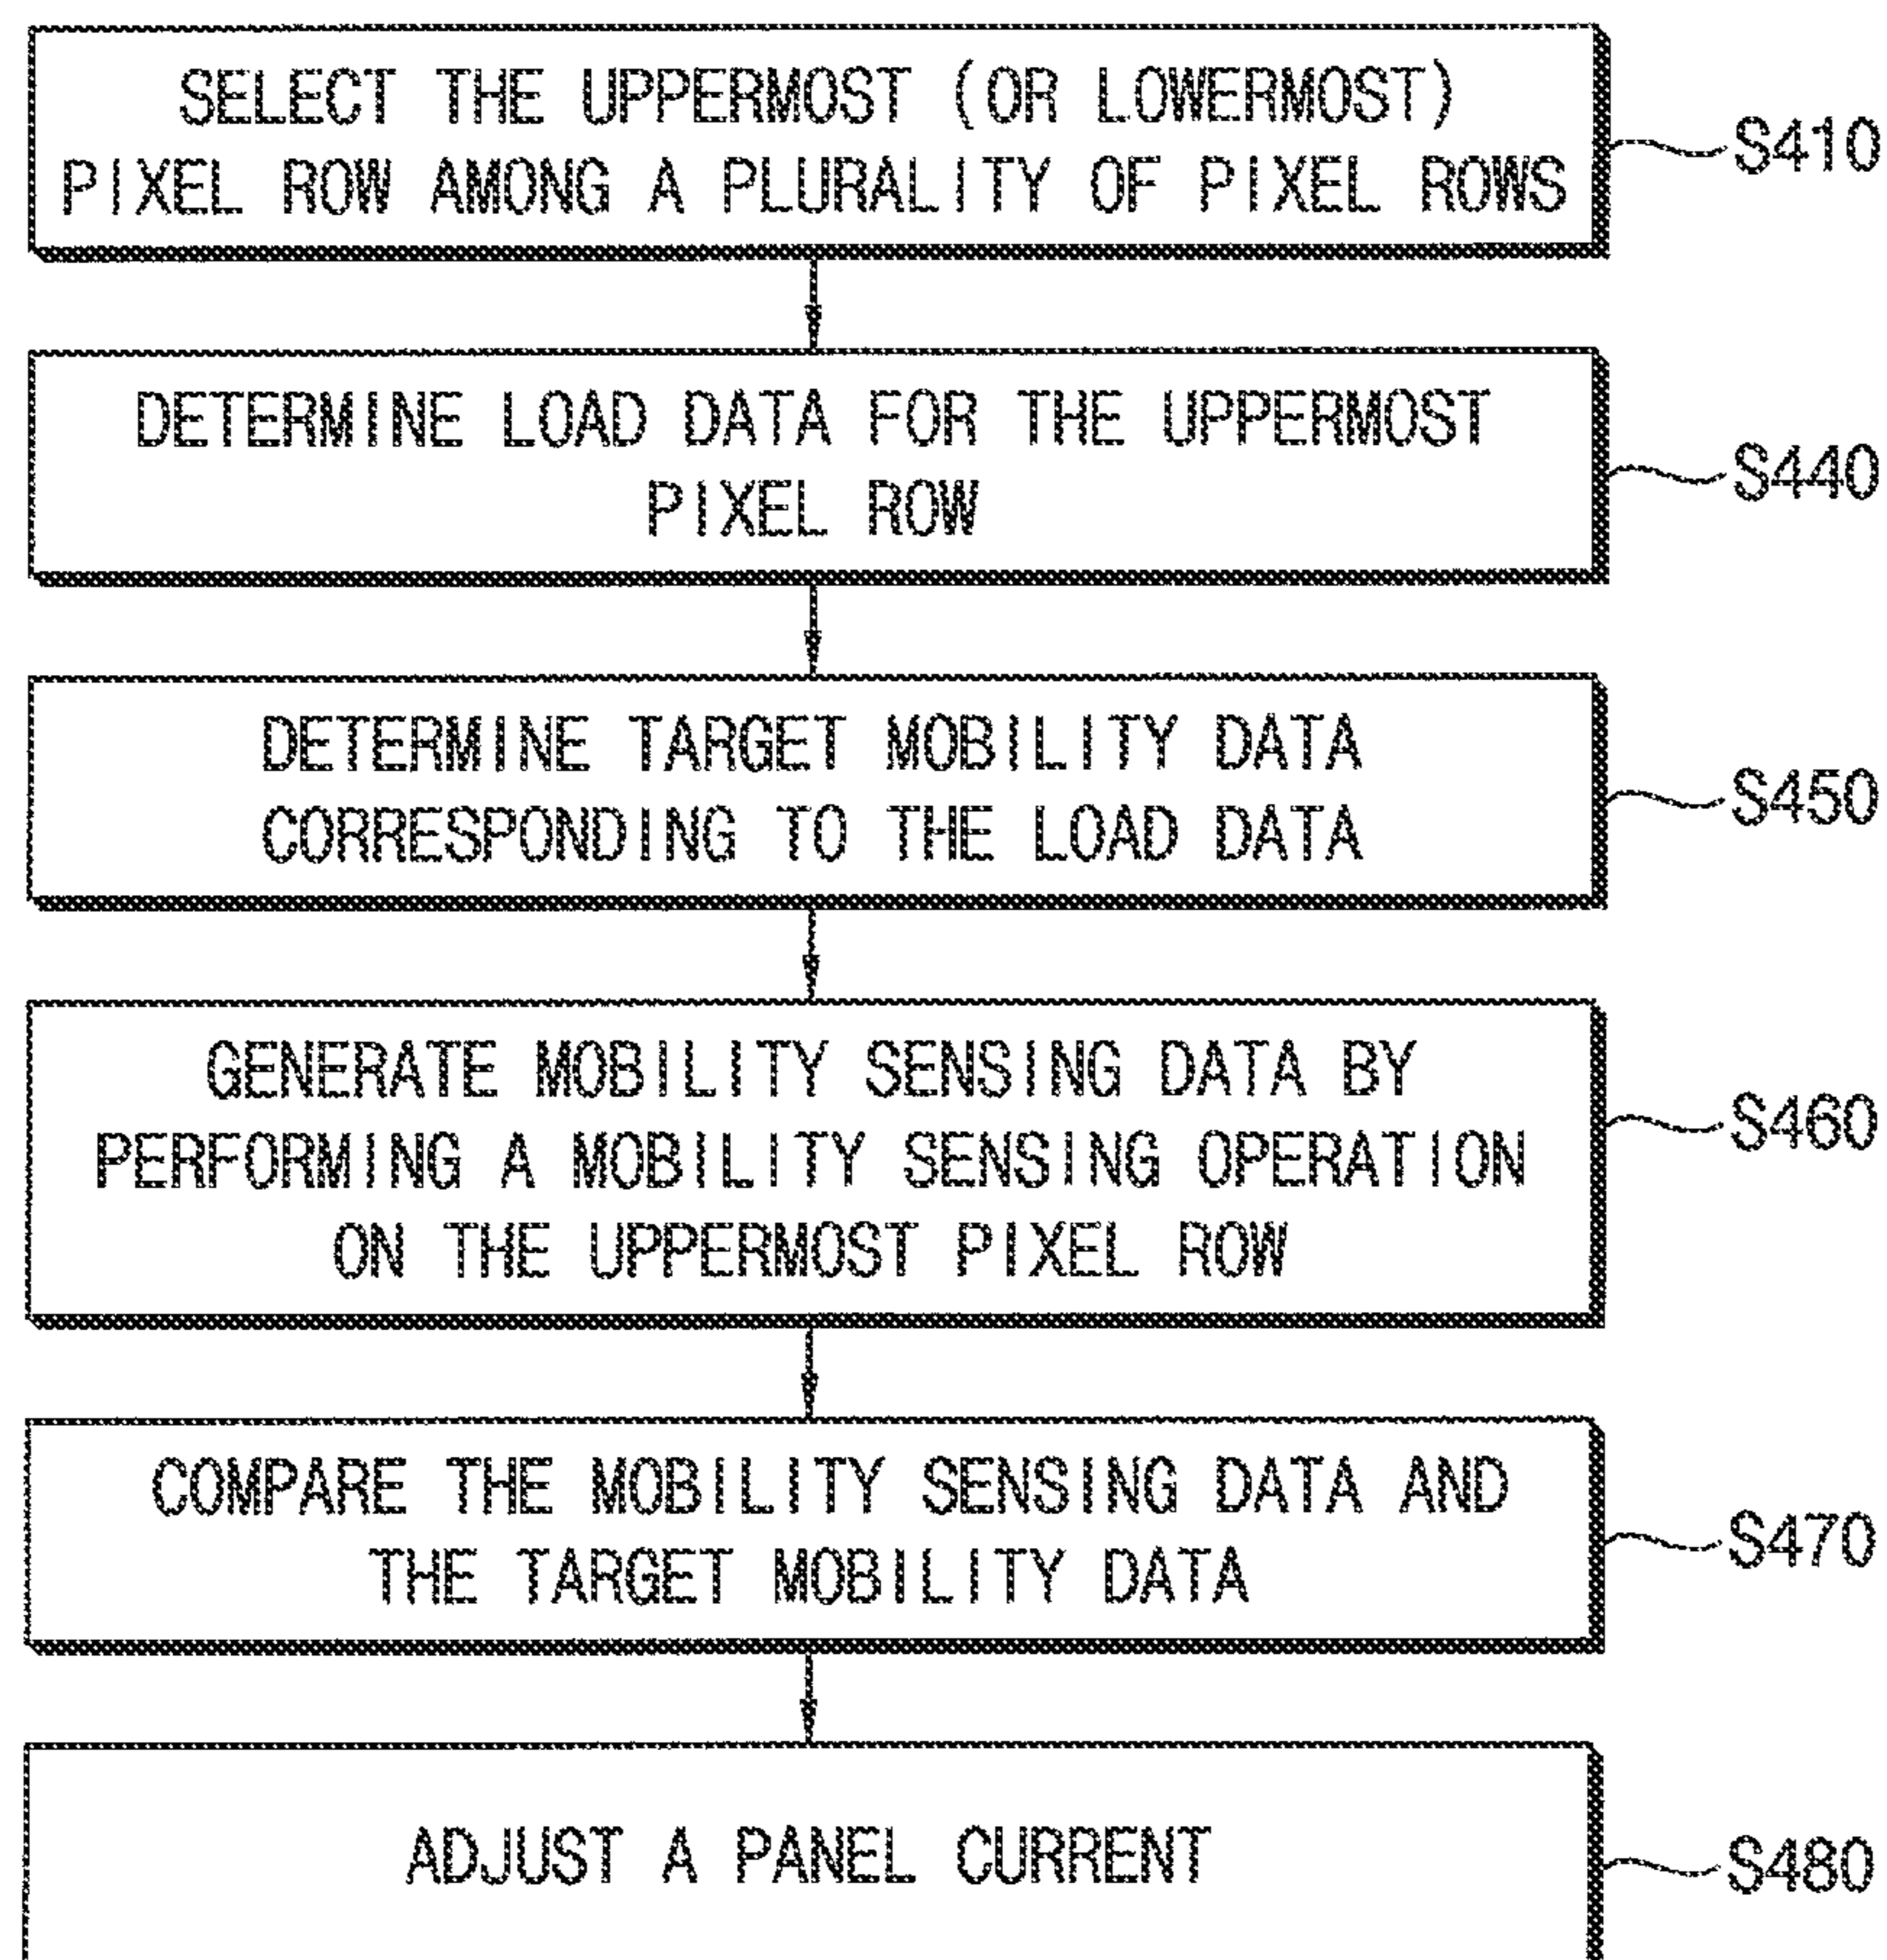 SELECT THE UPPERMOST (OR LOWERMOST)
PIXEL ROW AMONG A PLURALITY OF PIXEL ROWS
S410
DETERMINE LOAD DATA FOR THE UPPERMOST
PIXEL ROW
S440
DETERMINE TARGET MOBILITY DATA
CORRESPONDING TO THE LOAD DATA
S450
GENERATE MOBILITY SENSING DATA BY
PERFORMING A MOBILITY SENSING OPERATION
ON THE UPPERMOST PIXEL ROW
S460
COMPARE THE MOBILITY SENSING DATA AND
THE TARGET MOBILITY DATA
S470
ADJUST A PANEL CURRENT
S480